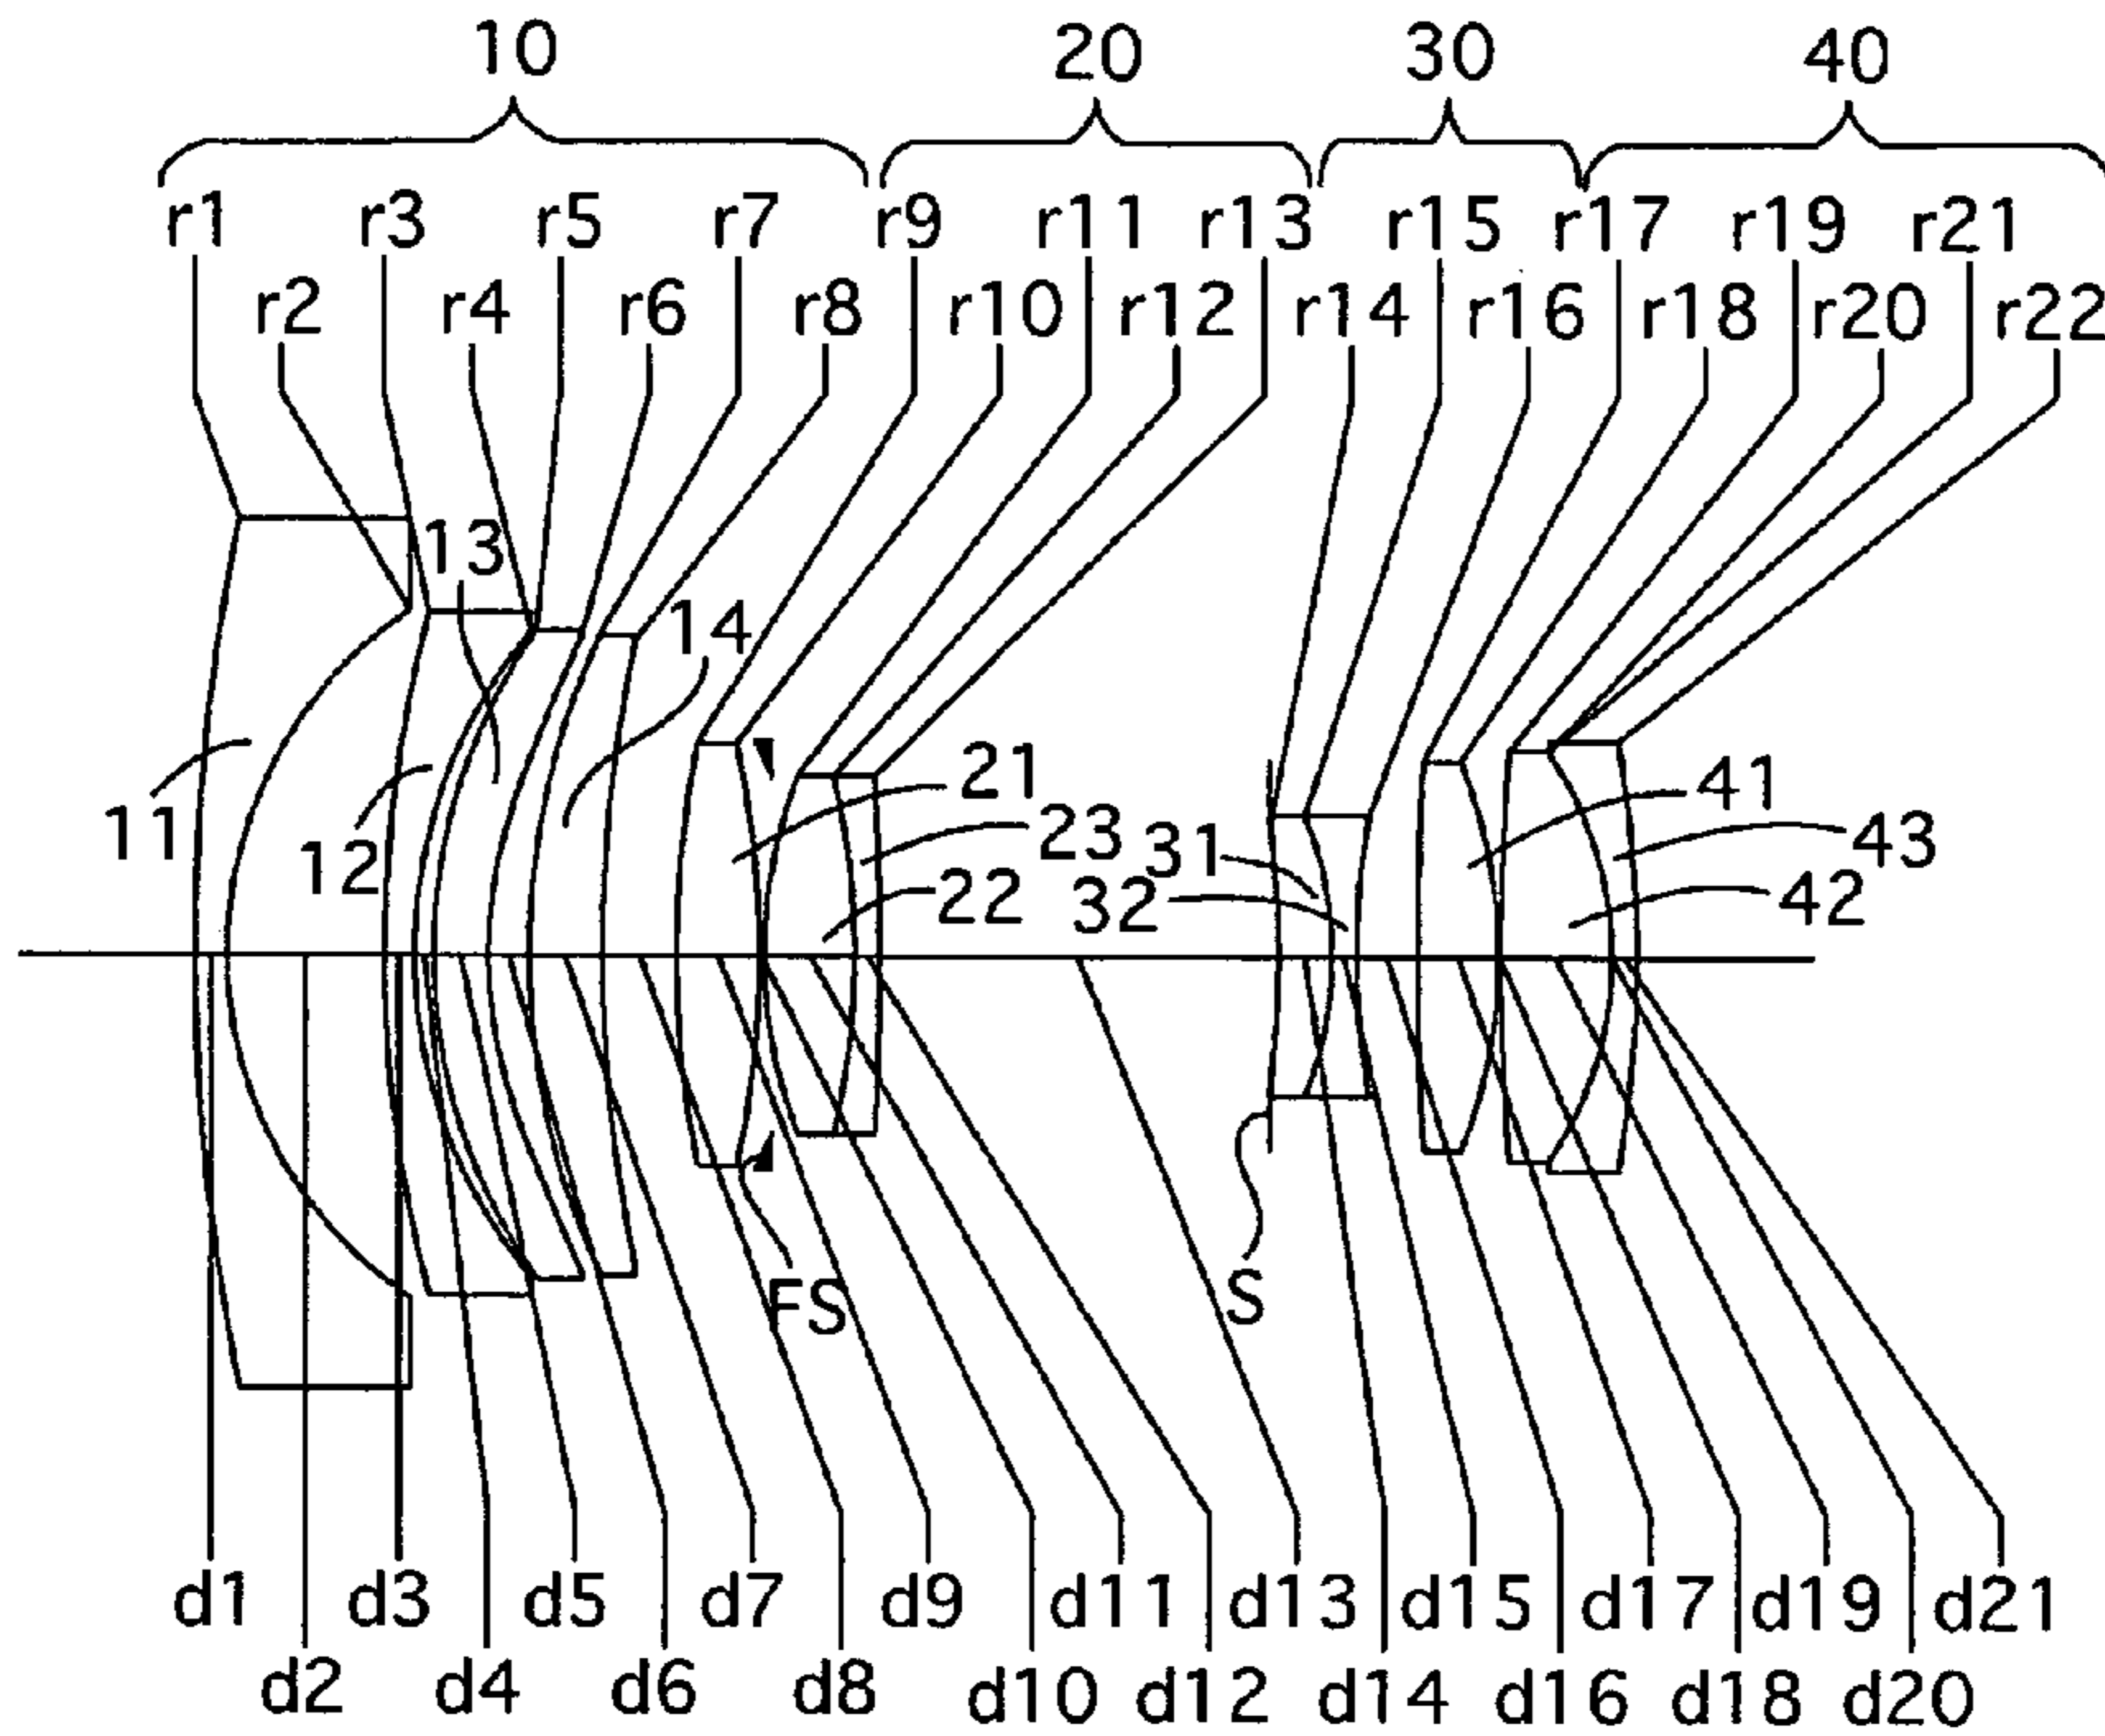 10 20 30 40
r1 r3 r5 r7 r9 r11 r13 r15 r17 r19 r21
r2 r4 r6 r8 r10 r12 r14 r16 r18 r20 r22
13
14
21 41
11 12 23 31 43
22 32 42
FS S
d1 d3 d5 d7 d9 d11 d13 d15 d17 d19 d21
d2 d4 d6 d8 d10 d12 d14 d16 d18 d20